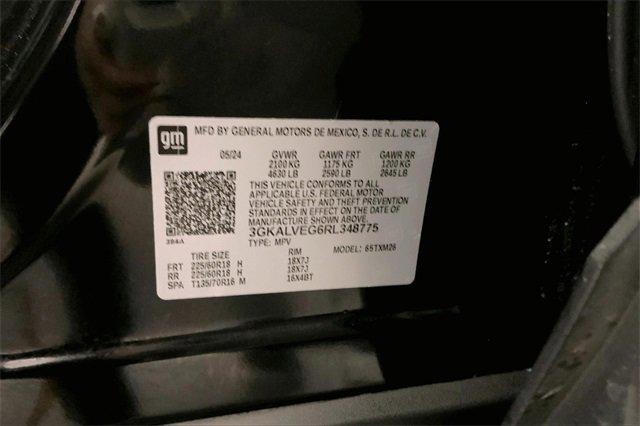 gm MFD BY GENERAL MOTORS DE MEXICO, S. DE R.L. DE C.V.
05/24 GVWR GAWR FRT GAWR RR
2100 KG 1175 KG 1200 KG
4630 LB 2590 LB 2645 LB
THIS VEHICLE CONFORMS TO ALL
APPLICABLE U.S. FEDERAL MOTOR
VEHICLE SAFETY AND THEFT PREVENTION
STANDARDS IN EFFECT ON THE DATE OF
MANUFACTURE SHOWN ABOVE.
3GKALVEG6RL348775
TYPE: MPV MODEL: 65TXM26
TIRE SIZE RIM
FRT 225/60R18 H 18X7J
RR 225/60R18 H 18X7J
SPA T135/70R16 M 16X4BT